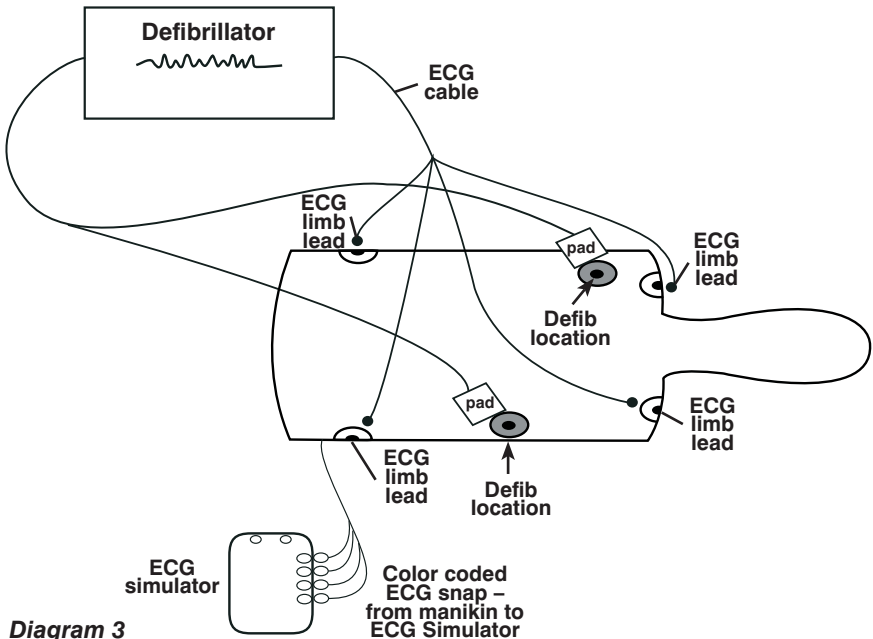 Defibrillator
ECG
cable
ECG
limb
lead
pad
ECG
limb
lead
Defib
location
pad
ECG
limb
lead
ECG
limb
lead
Defib
location
ECG
simulator
Color coded
ECG snap –
from manikin to
ECG Simulator
Diagram 3